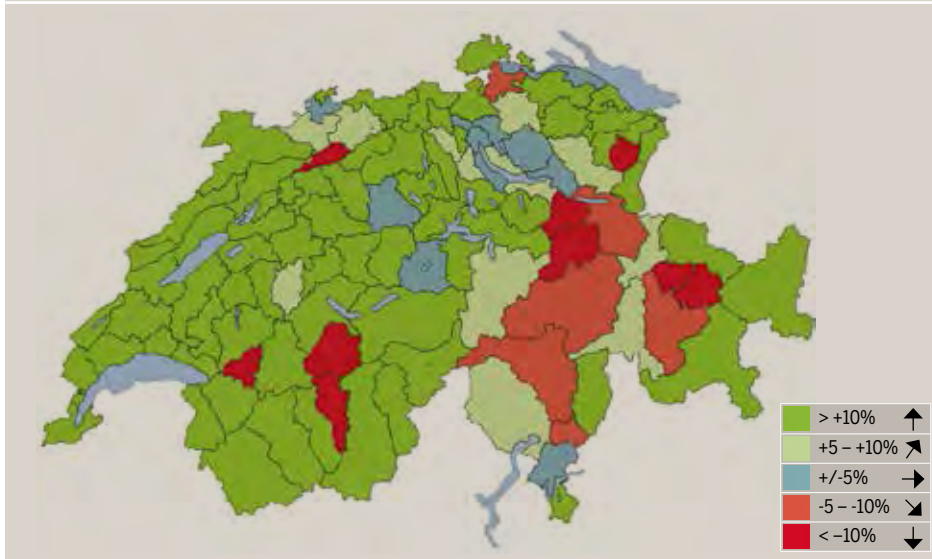 > +10%
+5 – +10%
+/-5%
-5 – -10%
< –10%